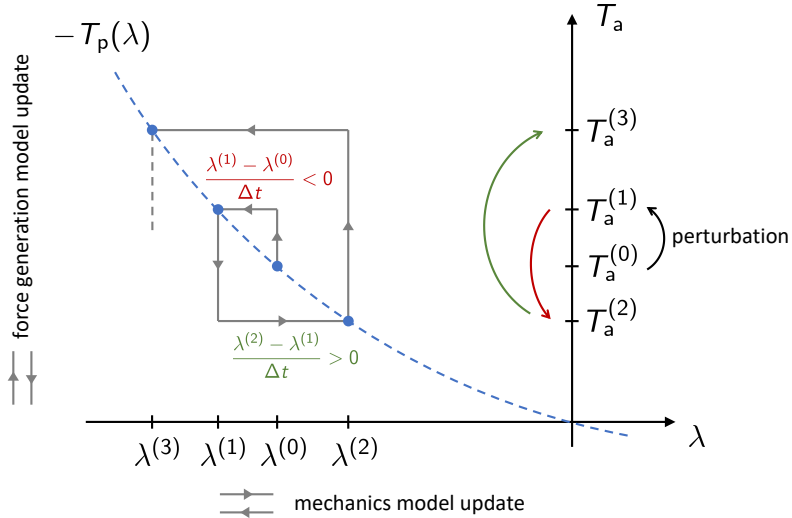 − T_p(λ)
T_a
force generation model update
T_a^(3)
(λ^(1) − λ^(0))/Δt < 0
T_a^(1)
perturbation
T_a^(0)
T_a^(2)
(λ^(2) − λ^(1))/Δt > 0
λ^(3) λ^(1) λ^(0) λ^(2) λ
mechanics model update